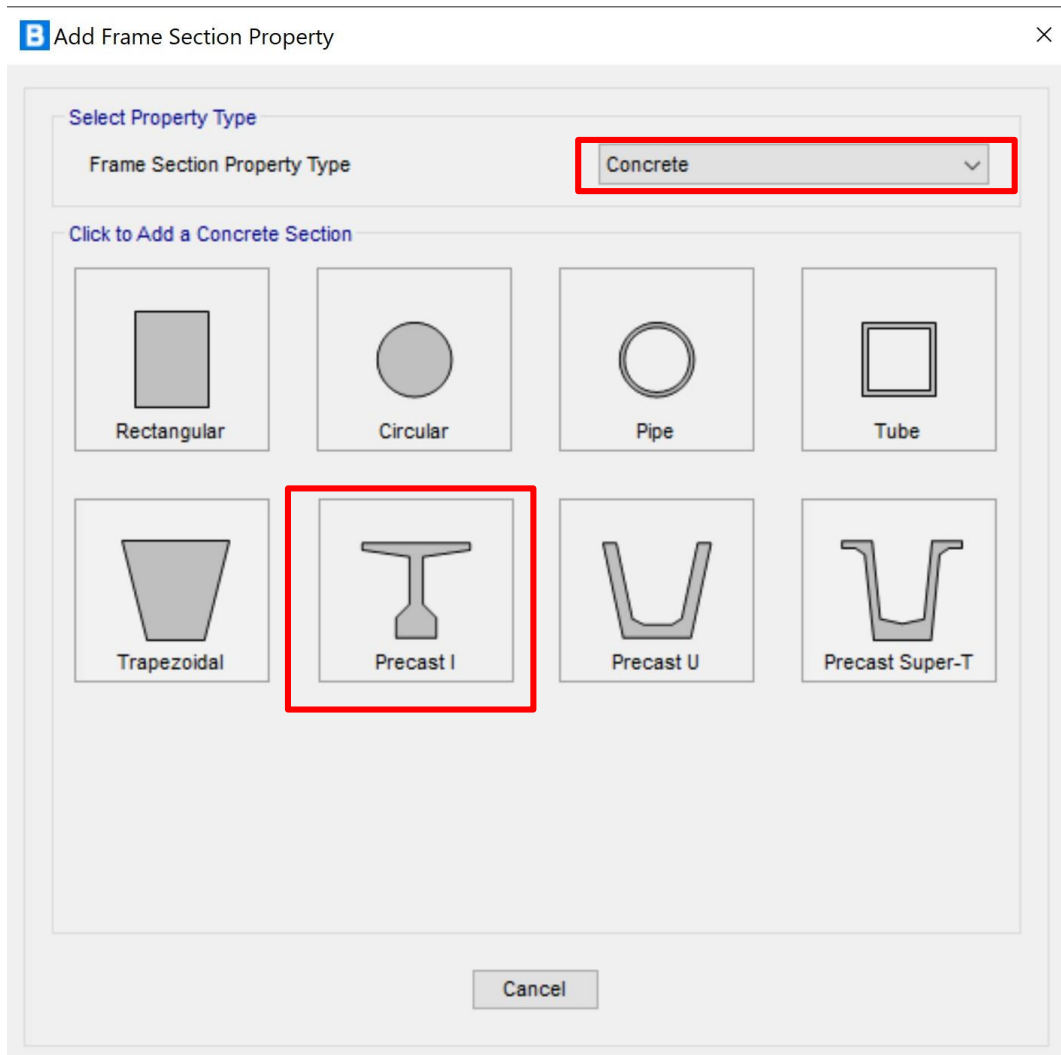 B Add Frame Section Property
Select Property Type
Frame Section Property Type
Concrete
Click to Add a Concrete Section
Rectangular
Circular
Pipe
Tube
Trapezoidal
Precast I
Precast U
Precast Super-T
Cancel